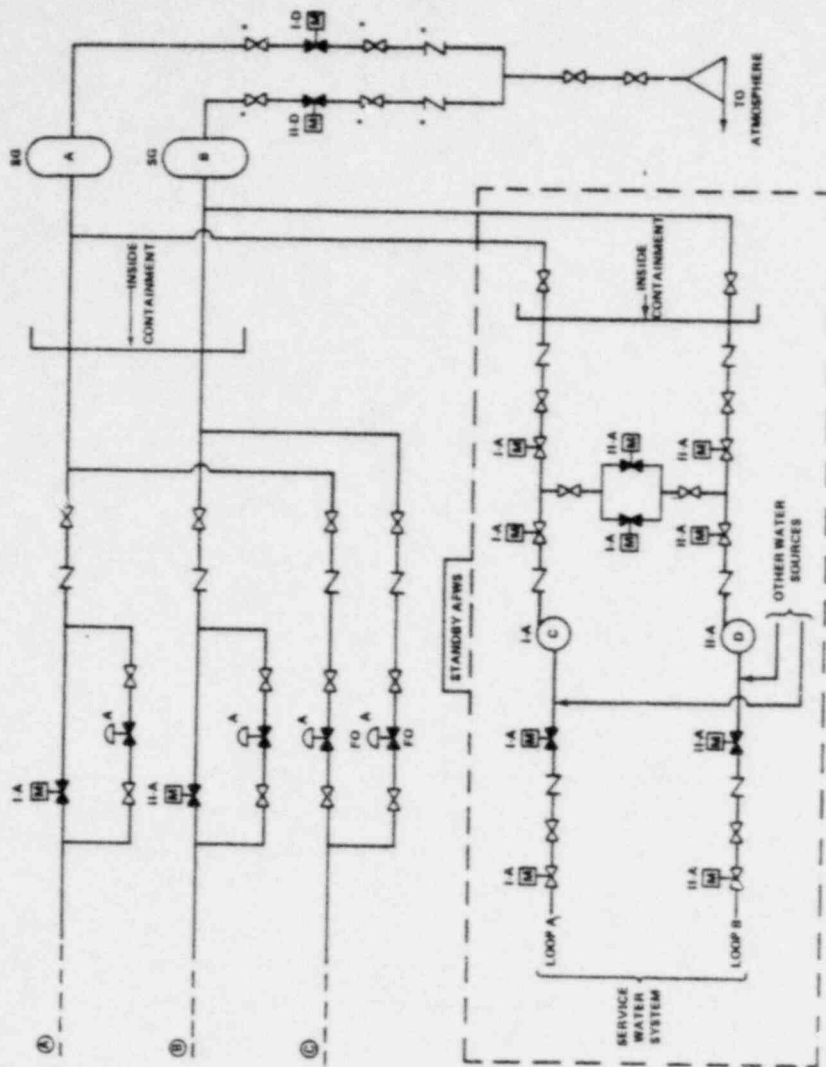 I-D
M
M
II-D
TO
ATMOSPHERE
SG
A
SG
B
INSIDE
CONTAINMENT
I-A
M
A
II-A
M
A
A
FO
A
FO
A
B
C
STANDBY AFWS
INSIDE
CONTAINMENT
I-A
M
I-A
M
II-A
M
I-A
M
II-A
M
II-A
M
I-A
C
II-A
D
OTHER WATER
SOURCES
I-A
M
II-A
M
I-A
M
II-A
M
LOOP A
LOOP B
SERVICE
WATER
SYSTEM